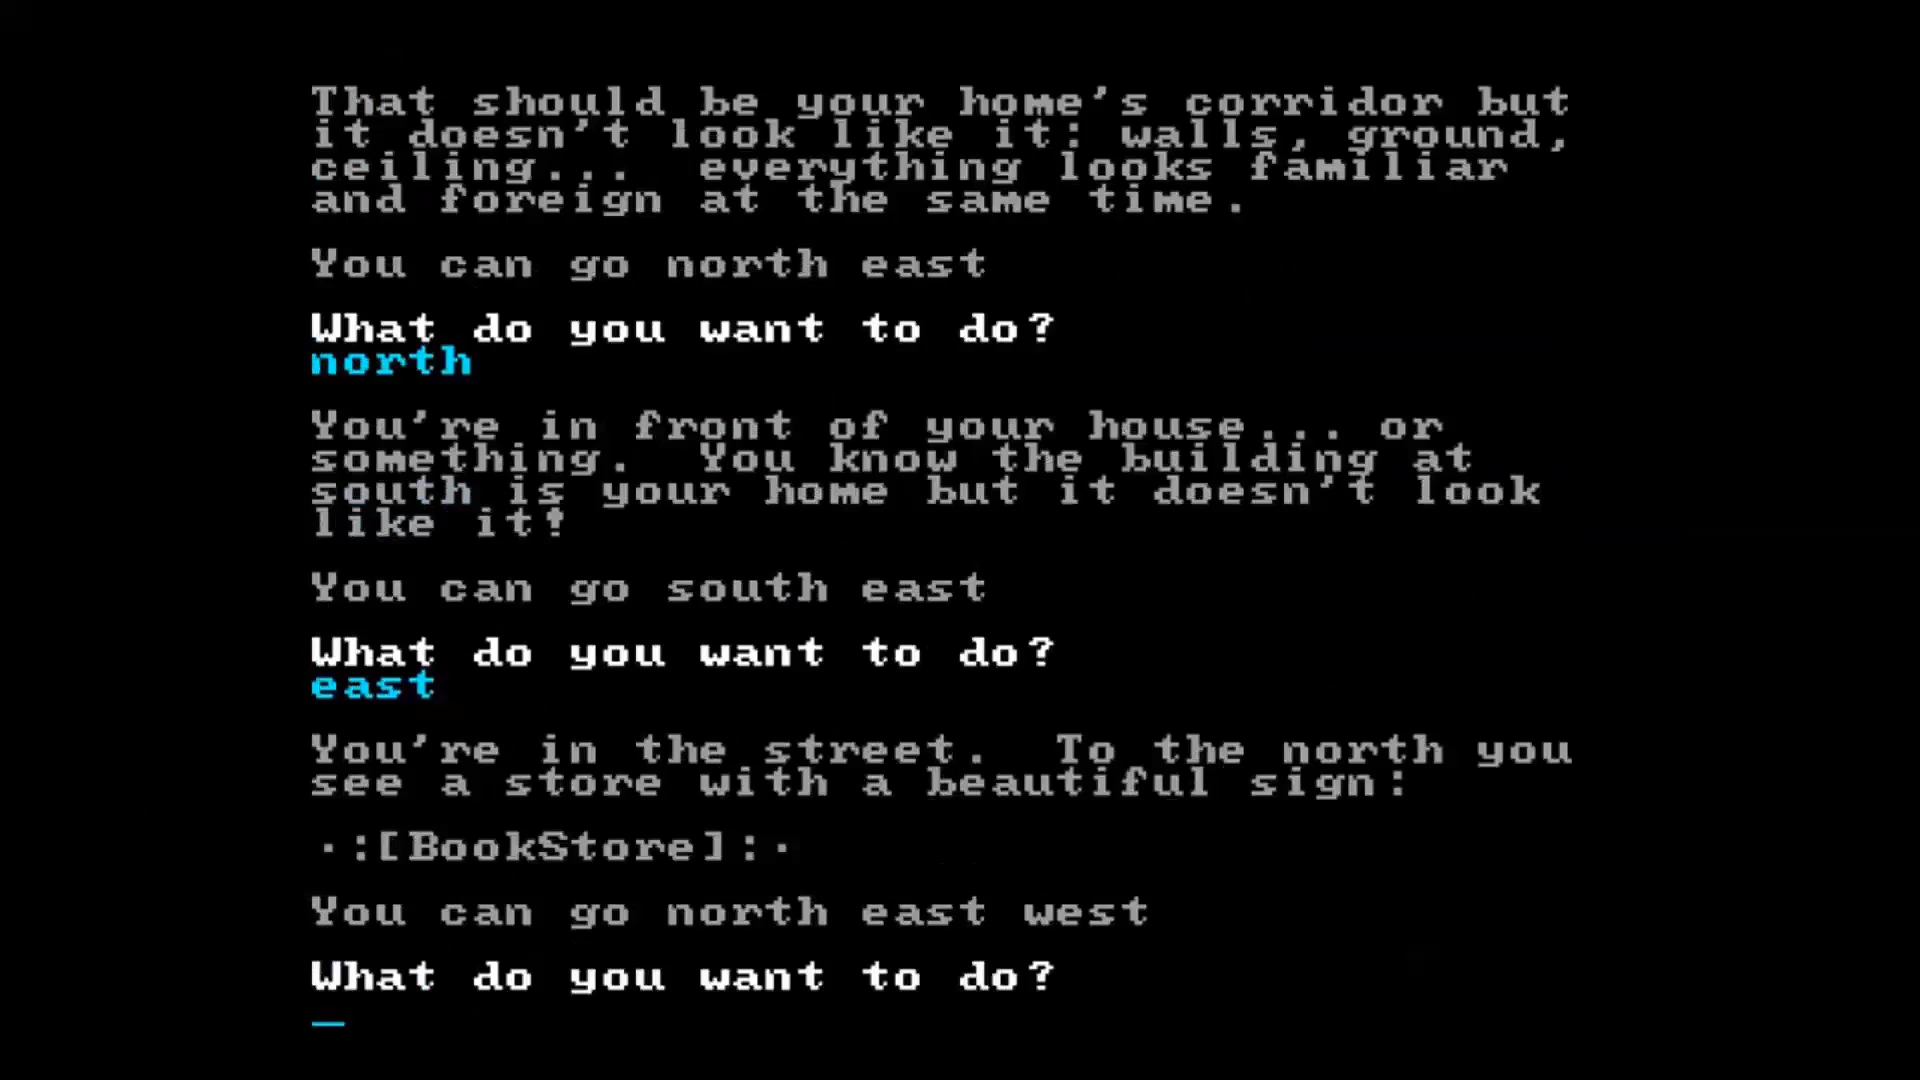 That should be your home's corridor but
it doesn't look like it: walls, ground,
ceiling...  everything looks familiar
and foreign at the same time.
You can go north east
What do you want to do?
north
You're in front of your house... or
something.  You know the building at
south is your home but it doesn't look
like it!
You can go south east
What do you want to do?
east
You're in the street.  To the north you
see a store with a beautiful sign:
·:[BookStore]:·
You can go north east west
What do you want to do?
_